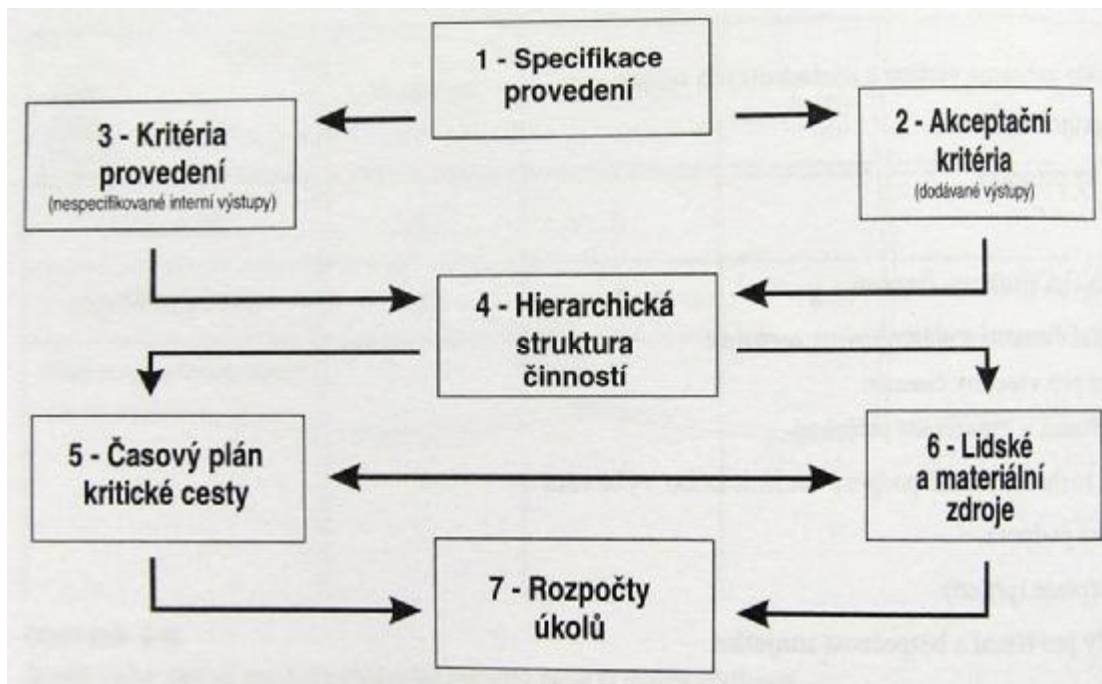 1 - Specifikace
provedení
3 - Kritéria
provedení
(nespecifikované interní výstupy)
2 - Akceptační
kritéria
(dodávané výstupy)
4 - Hierarchická
struktura
činností
5 - Časový plán
kritické cesty
6 - Lidské
a materiální
zdroje
7 - Rozpočty
úkolů